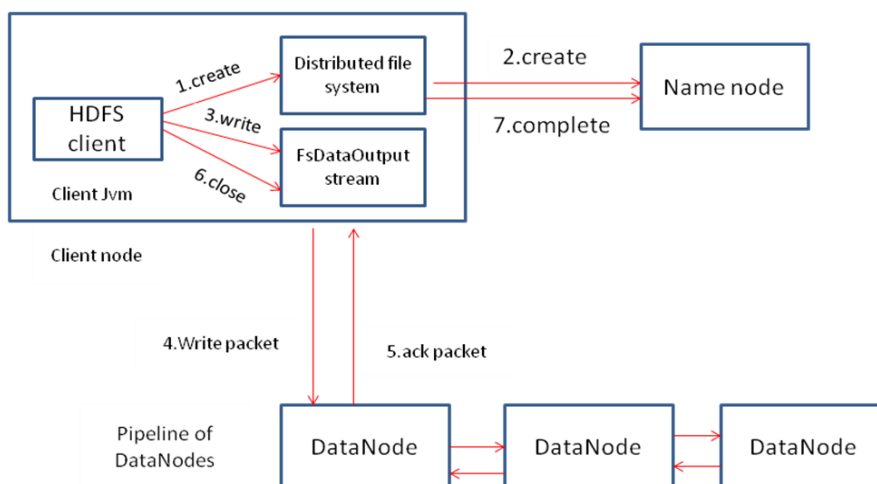 1.create
Distributed file
system
2.create
Name node
HDFS
client
3.write
7.complete
FsDataOutput
stream
6.close
Client Jvm
Client node
4.Write packet
5.ack packet
Pipeline of
DataNodes
DataNode
DataNode
DataNode